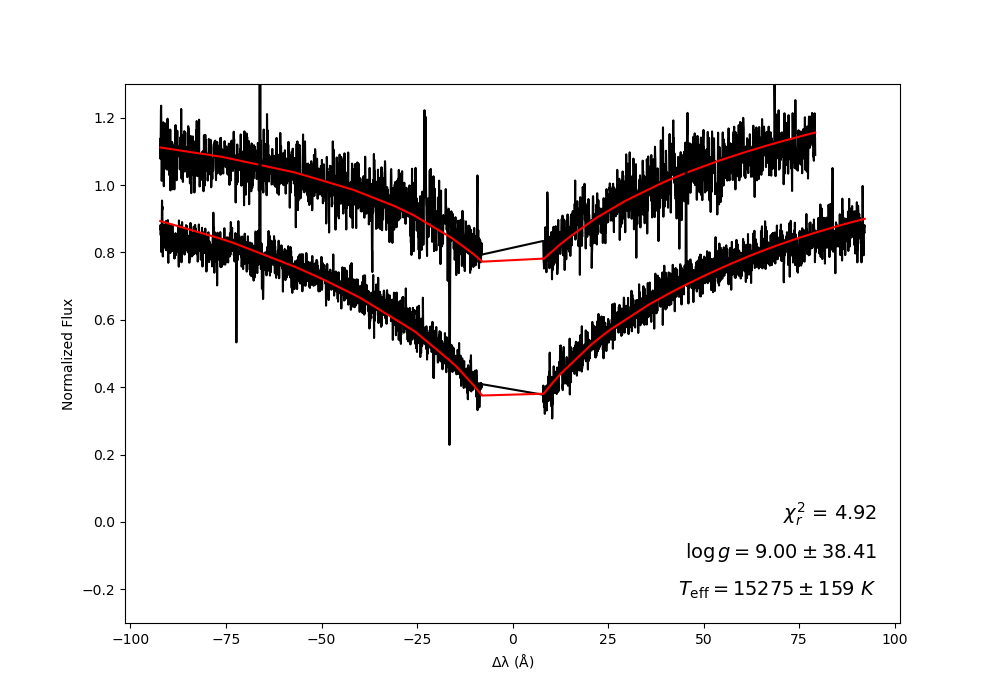 1.2
1.0
0.8
0.6
0.4
0.2
0.0
−0.2
Normalized Flux
χ²ᵣ = 4.92
log g = 9.00 ± 38.41
T_eff = 15275 ± 159 K
−100 −75 −50 −25 0 25 50 75 100
Δλ (Å)